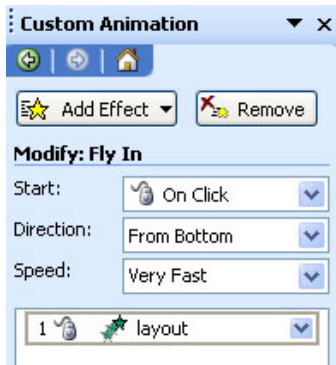 Custom Animation
Add Effect Remove
Modify: Fly In
Start: On Click
Direction: From Bottom
Speed: Very Fast
1 layout